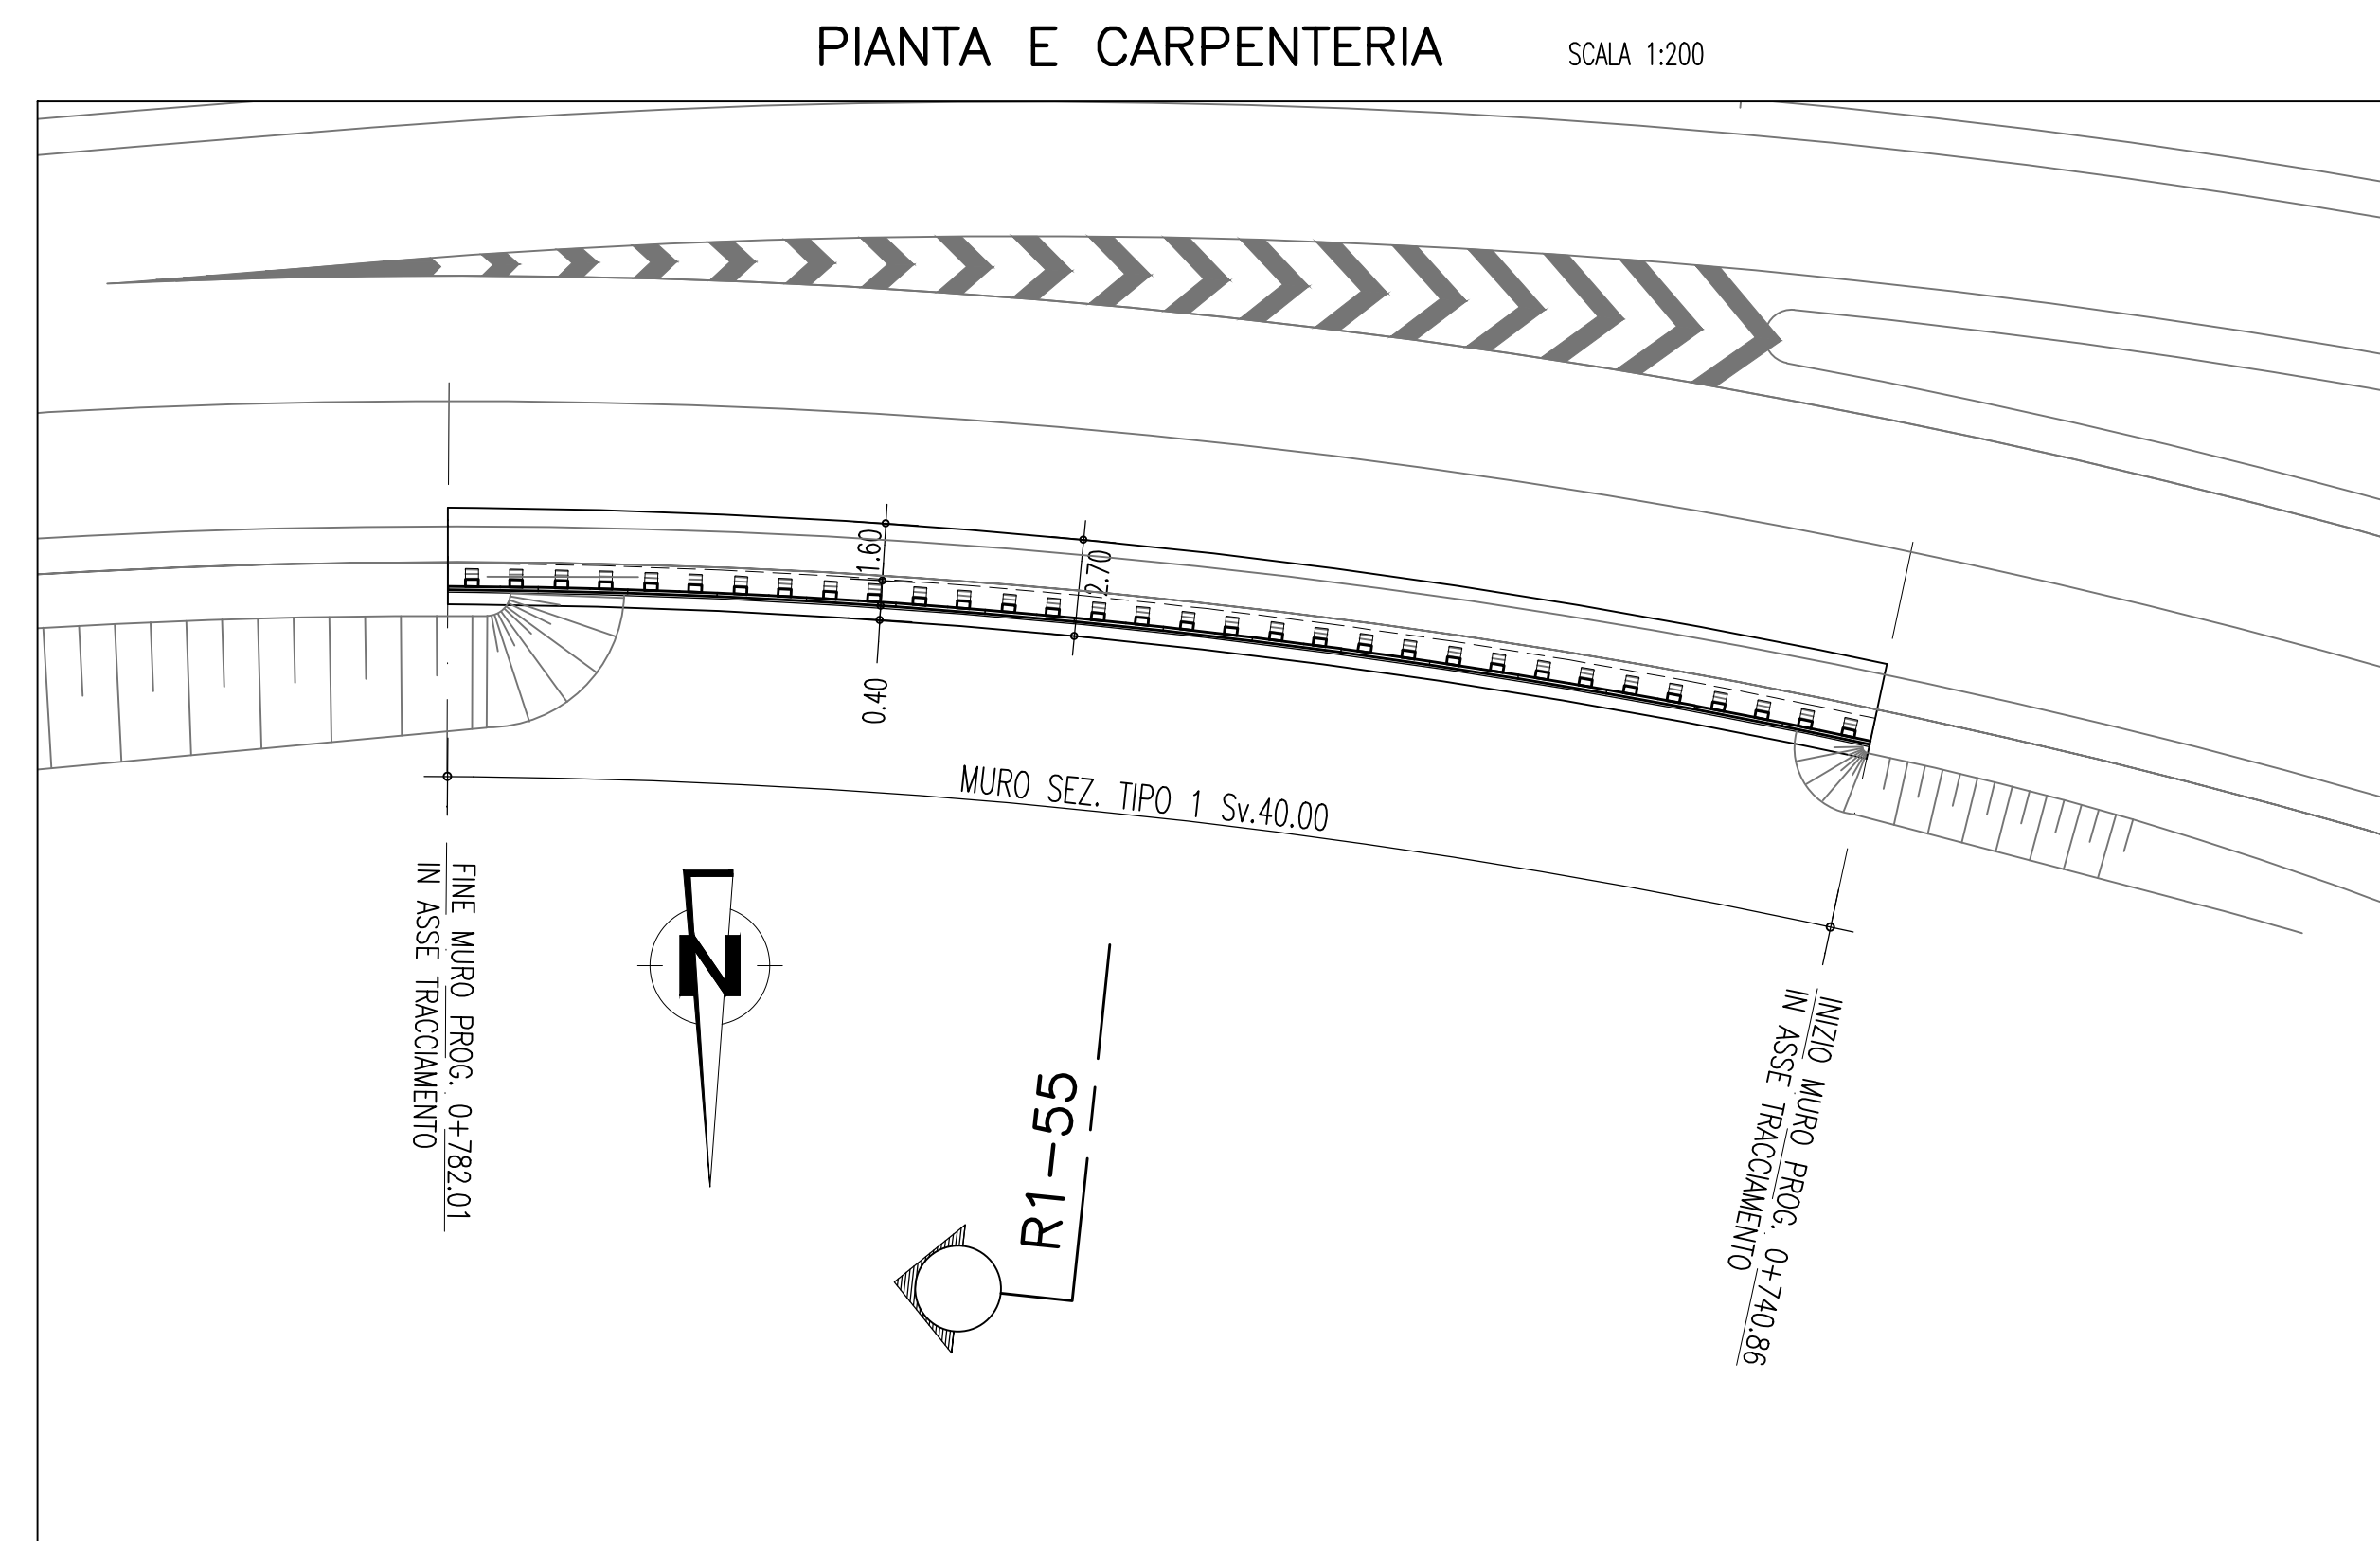 PIANTA E CARPENTERIA
SCALA 1:200
1.60
2.70
0.40
MURO SEZ. TIPO 1 Sv.40.00
FINE MURO PROG. 0+782.01
IN ASSE TRACCIAMENTO
N
R1-55
INIZIO MURO PROG. 0+740.86
IN ASSE TRACCIAMENTO